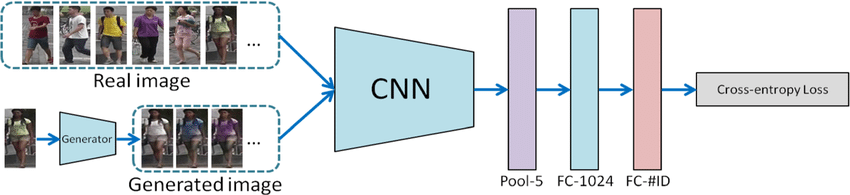 ...
Real image
Generator
...
Generated image
CNN
Pool-5
FC-1024
FC-#ID
Cross-entropy Loss